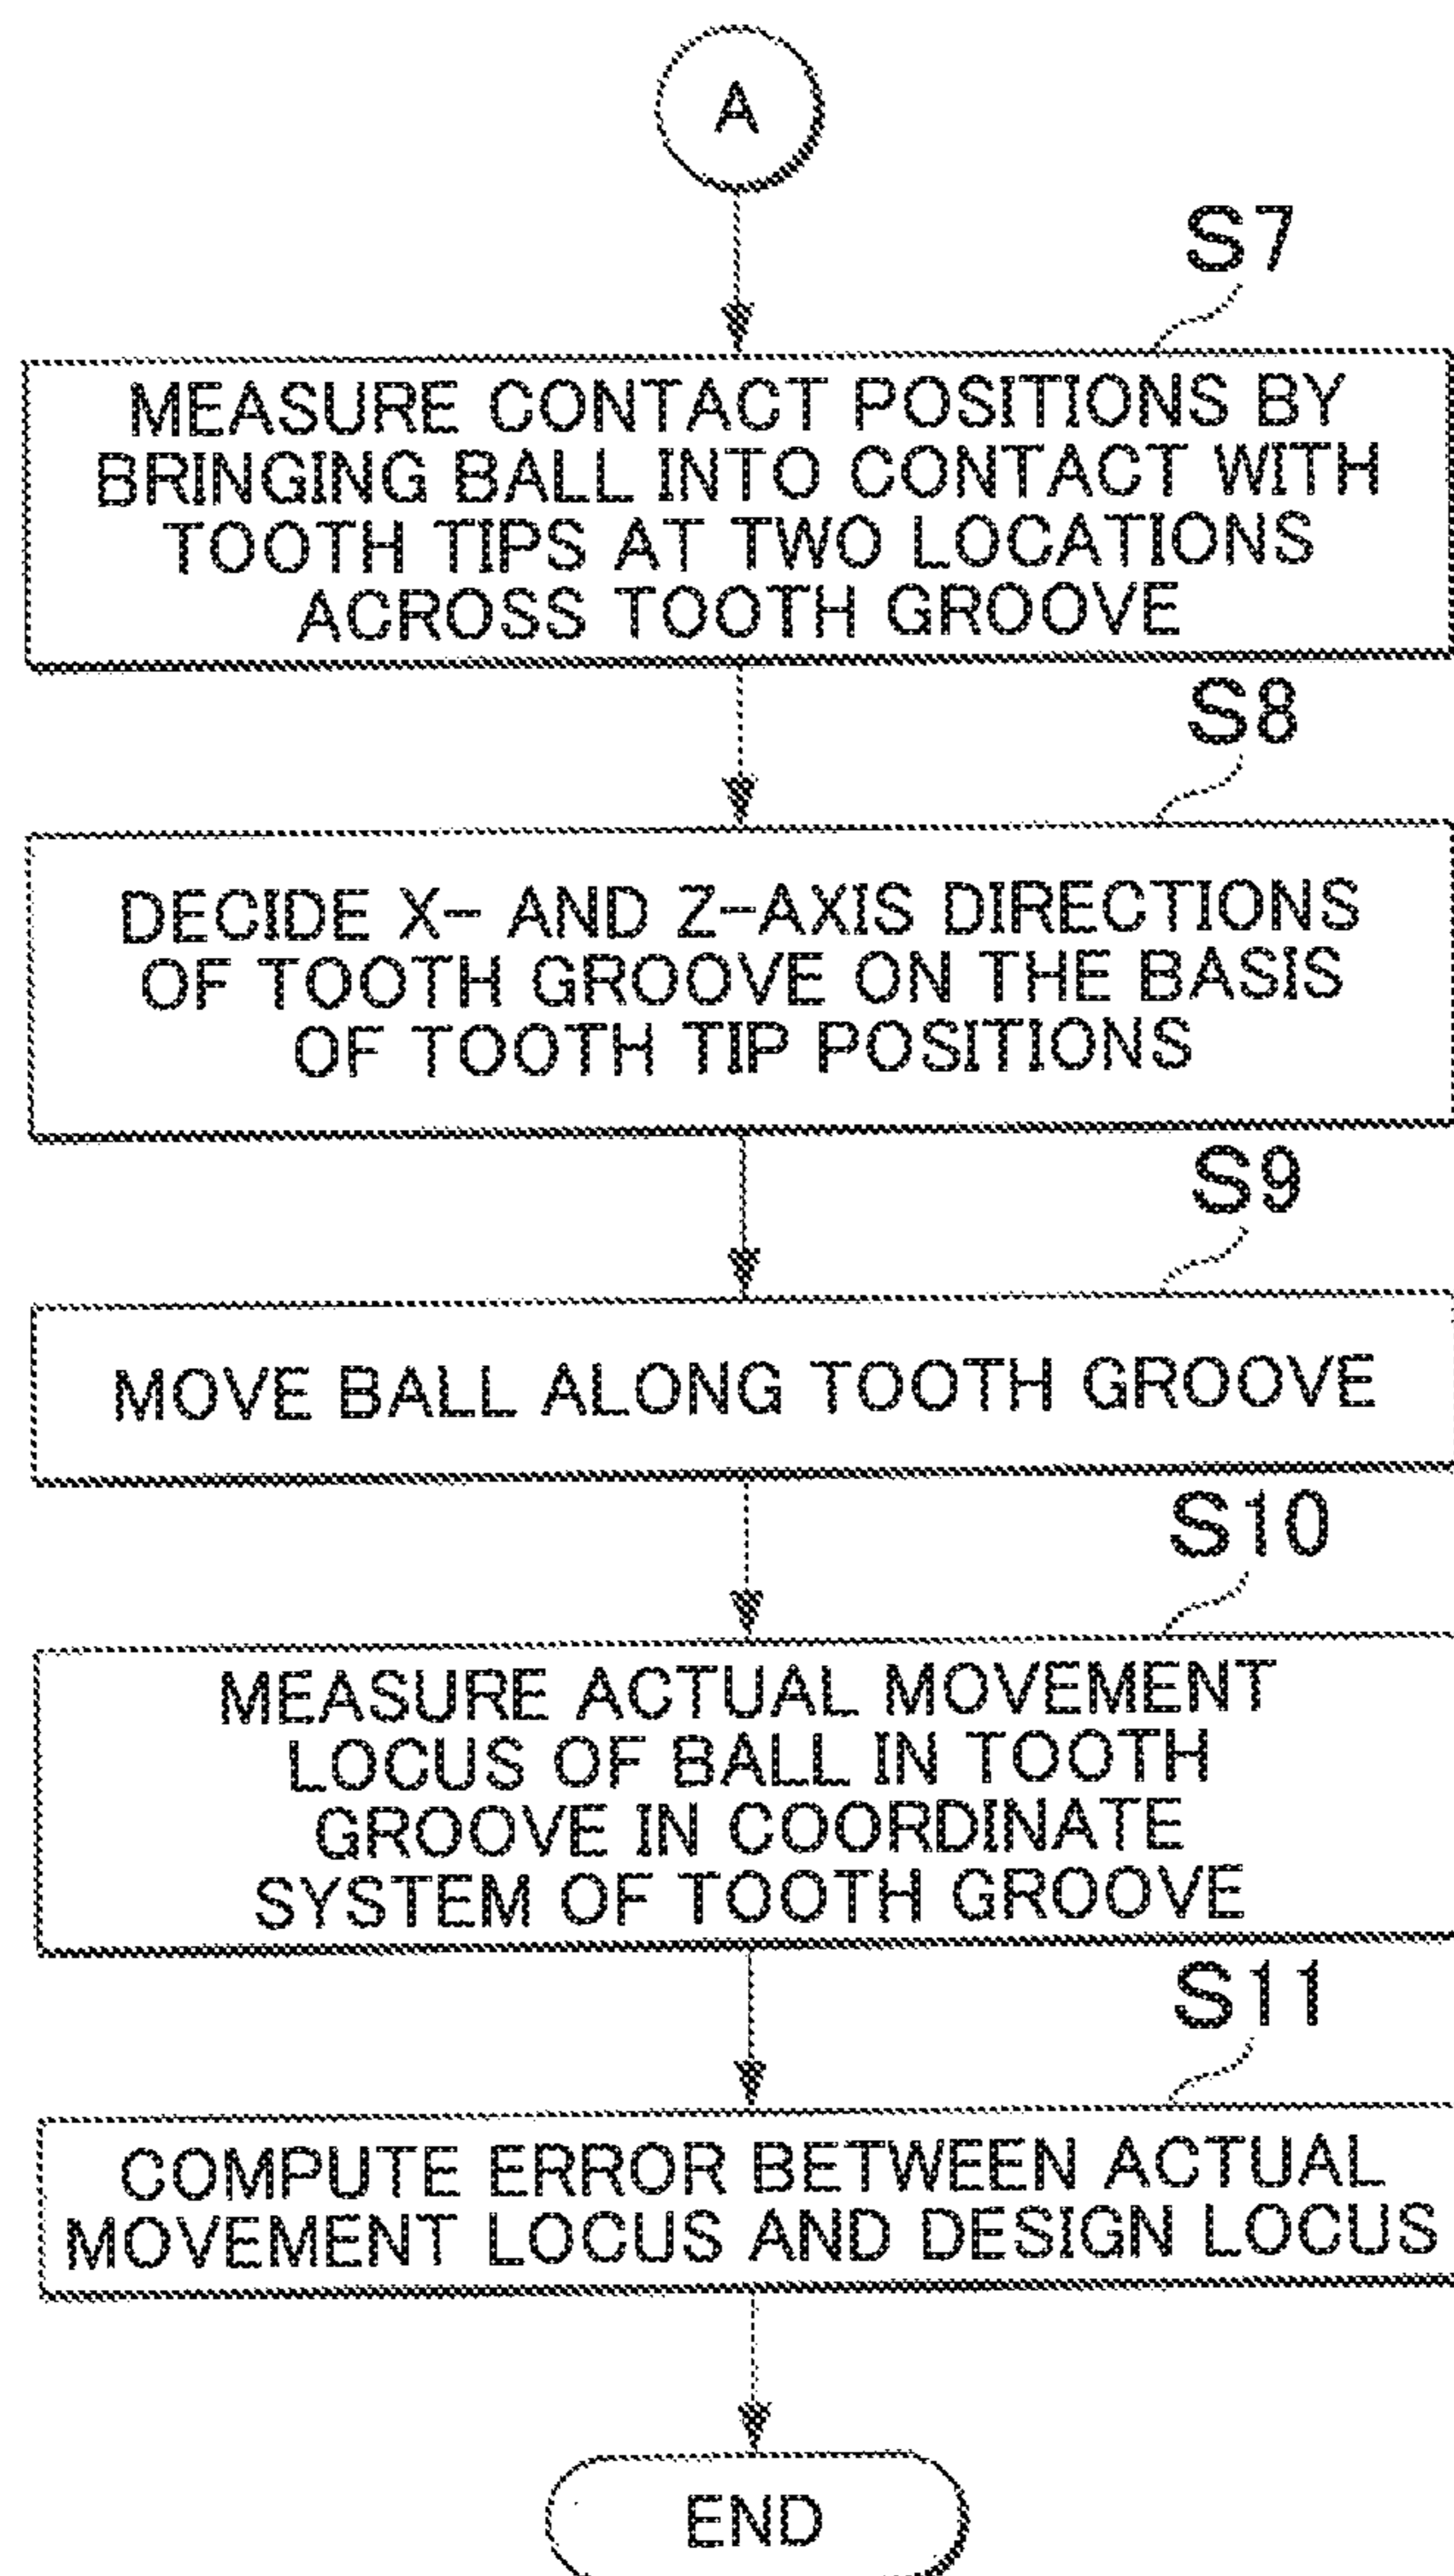 A
S7
MEASURE CONTACT POSITIONS BY
BRINGING BALL INTO CONTACT WITH
TOOTH TIPS AT TWO LOCATIONS
ACROSS TOOTH GROOVE
S8
DECIDE X- AND Z-AXIS DIRECTIONS
OF TOOTH GROOVE ON THE BASIS
OF TOOTH TIP POSITIONS
S9
MOVE BALL ALONG TOOTH GROOVE
S10
MEASURE ACTUAL MOVEMENT
LOCUS OF BALL IN TOOTH
GROOVE IN COORDINATE
SYSTEM OF TOOTH GROOVE
S11
COMPUTE ERROR BETWEEN ACTUAL
MOVEMENT LOCUS AND DESIGN LOCUS
END